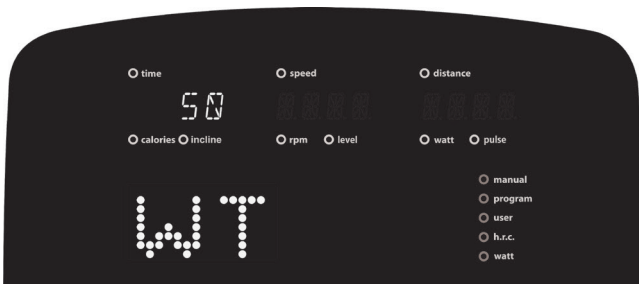 time speed distance
50
calories incline rpm level watt pulse
manual
program
user
h.r.c.
watt
WT